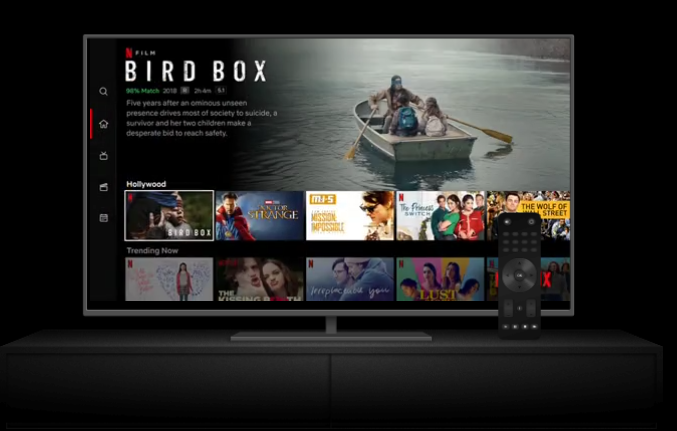 N FILM
BIRD BOX
98% Match 2018 2h 4m 5.1
Five years after an ominous unseen
presence drives most of society to suicide, a
survivor and her two children make a
desperate bid to reach safety.
Hollywood
BIRD BOX
DOCTOR STRANGE
M:I-5
MISSION:
IMPOSSIBLE
The Princess
SWITCH
THE WOLF OF
WALL STREET
Trending Now
THE
KISSING BOOTH
irreplaceable you
LUST